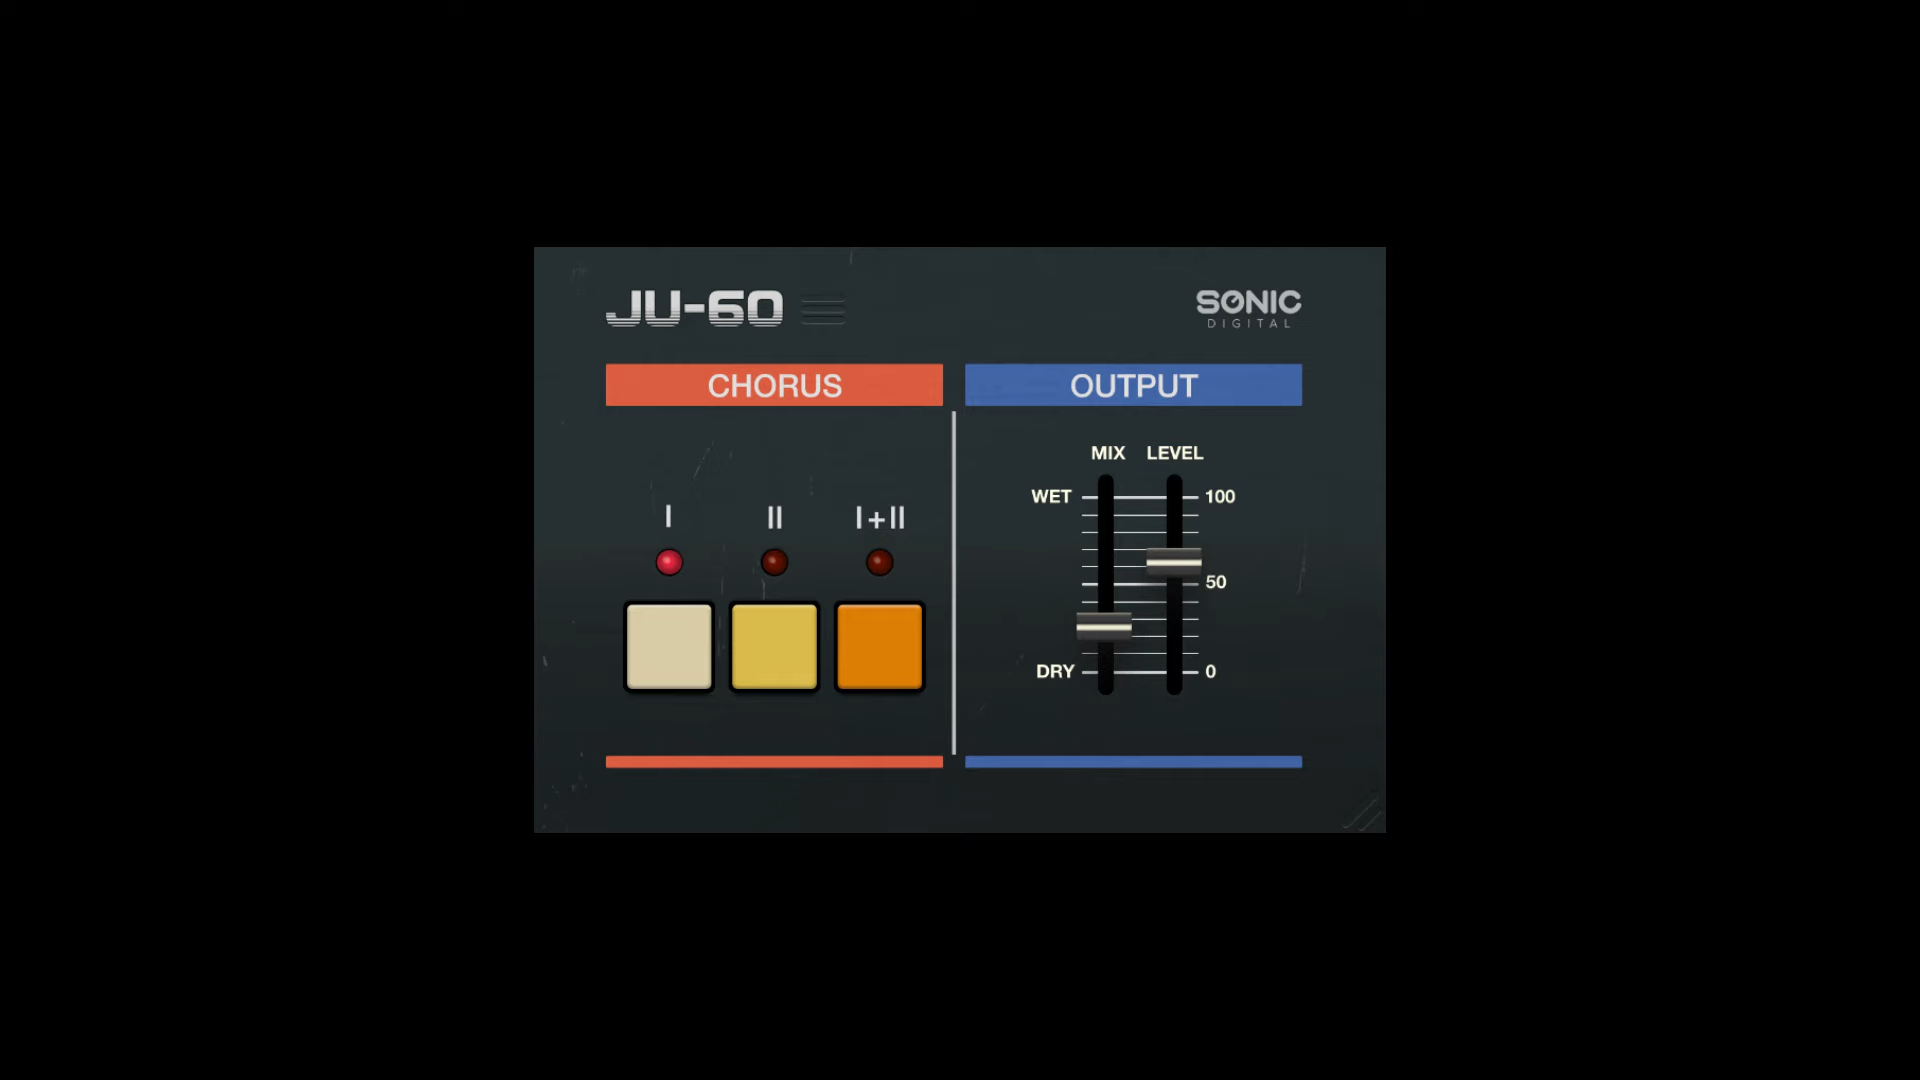 JU-60
SONIC
DIGITAL
CHORUS
OUTPUT
MIX LEVEL
WET 100
I II I+II
50
DRY 0